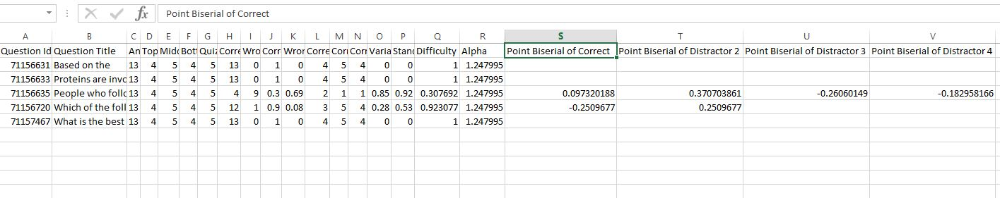 fx Point Biserial of Correct
A B C D E F G H I J K L M N O P Q R S T U V
Question Id Question Title An Top Mid Bot Qui Corre Wro Corr Wror Corre Cori Cori Varia Stan Difficulty Alpha Point Biserial of Correct Point Biserial of Distractor 2 Point Biserial of Distractor 3 Point Biserial of Distractor 4
71156631 Based on the 13 4 5 4 5 13 0 1 0 4 5 4 0 0 1 1.247995
71156633 Proteins are invo 13 4 5 4 5 13 0 1 0 4 5 4 0 0 1 1.247995
71156635 People who follo 13 4 5 4 5 4 9 0.3 0.69 2 1 1 0.85 0.92 0.307692 1.247995 0.097320188 0.370703861 -0.26060149 -0.182958166
71156720 Which of the foll 13 4 5 4 5 12 1 0.9 0.08 3 5 4 0.28 0.53 0.923077 1.247995 -0.2509677 0.2509677
71157467 What is the best 13 4 5 4 5 13 0 1 0 4 5 4 0 0 1 1.247995